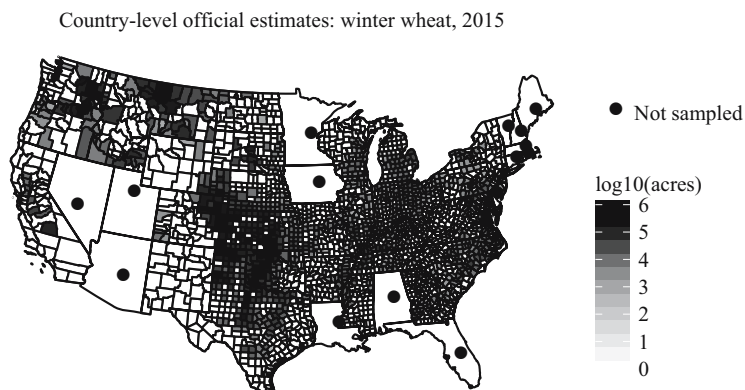 Country-level official estimates: winter wheat, 2015
Not sampled
log10(acres)
6
5
4
3
2
1
0